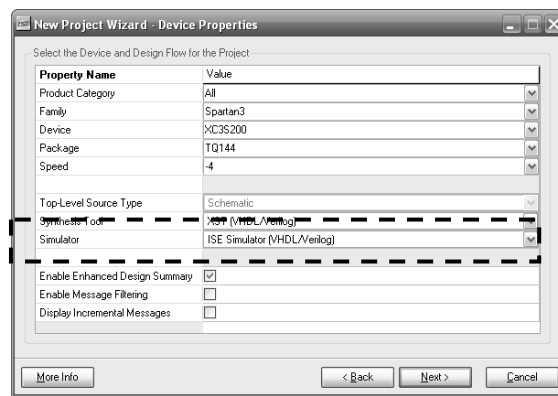 New Project Wizard - Device Properties
Select the Device and Design Flow for the Project
Property Name Value
Product Category All
Family Spartan3
Device XC3S200
Package TQ144
Speed -4
Top-Level Source Type Schematic
Synthesis Tool XST (VHDL/Verilog)
Simulator ISE Simulator (VHDL/Verilog)
Enable Enhanced Design Summary
Enable Message Filtering
Display Incremental Messages
More Info < Back Next > Cancel